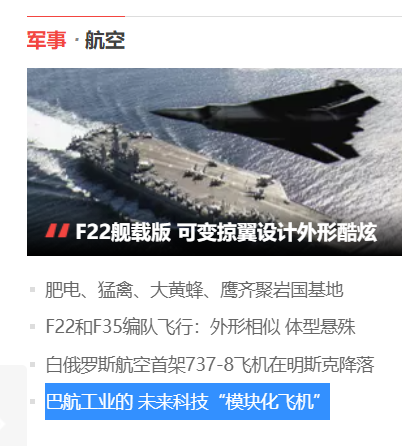 军事 · 航空
F22舰载版 可变掠翼设计外形酷炫
肥电、猛禽、大黄蜂、鹰齐聚岩国基地
F22和F35编队飞行：外形相似 体型悬殊
白俄罗斯航空首架737-8飞机在明斯克降落
巴航工业的 未来科技“模块化飞机”